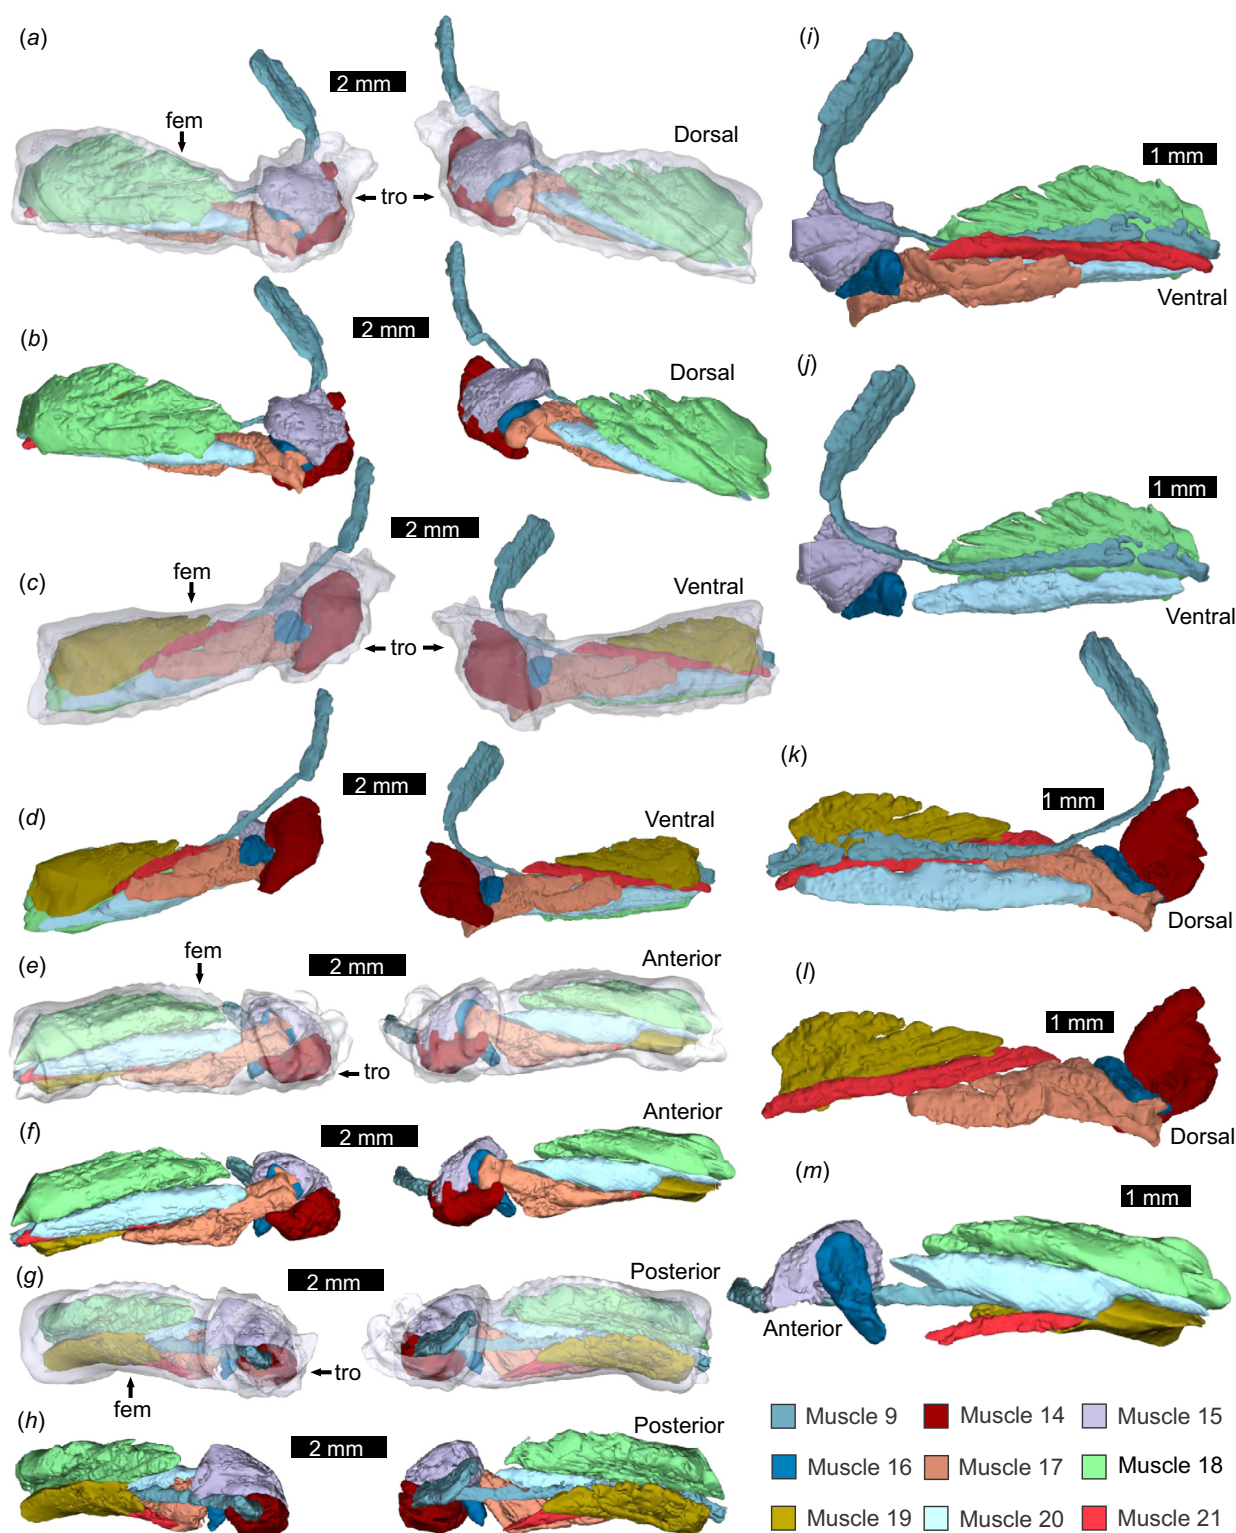 (a)
2 mm
fem
Dorsal
tro
(b)
2 mm
Dorsal
(c)
2 mm
fem
Ventral
tro
(d)
2 mm
Ventral
(e)
fem
2 mm
Anterior
tro
(f)
2 mm
Anterior
(g)
2 mm
Posterior
tro
fem
(h)
2 mm
Posterior
(i)
1 mm
Ventral
(j)
1 mm
Ventral
(k)
1 mm
Dorsal
(l)
1 mm
Dorsal
(m)
1 mm
Anterior
Muscle 9 Muscle 14 Muscle 15
Muscle 16 Muscle 17 Muscle 18
Muscle 19 Muscle 20 Muscle 21